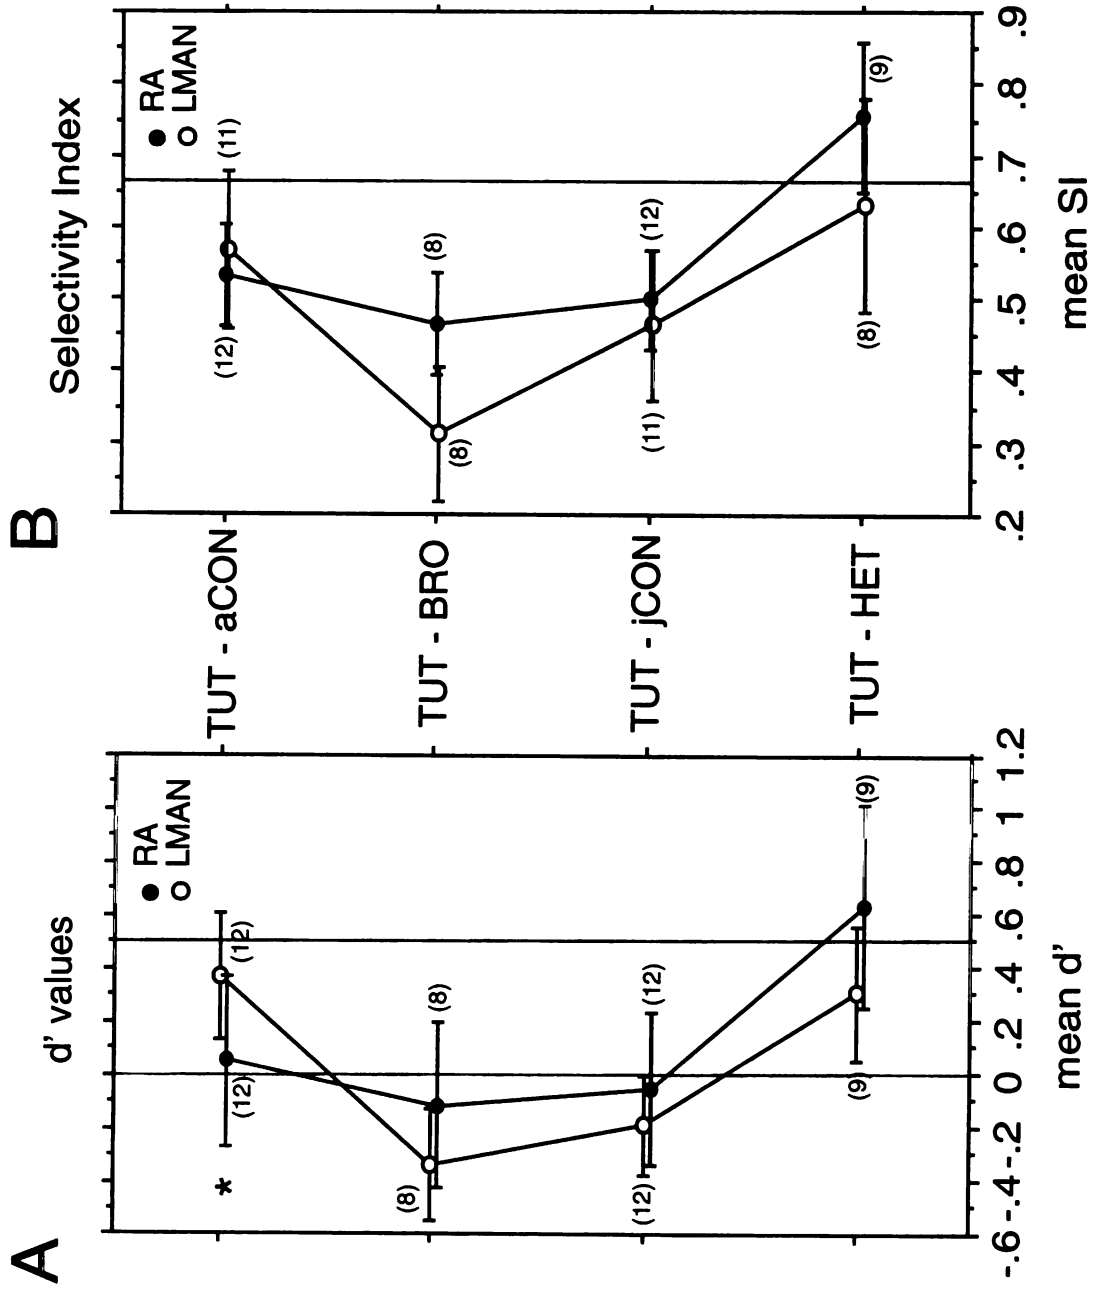 A
d' values
RA
LMAN
(12)
(12)
*
(8)
(8)
(12)
(12)
(9)
(9)
-.6 -.4 -.2 0 .2 .4 .6 .8 1 1.2
mean d'
TUT - aCON
TUT - BRO
TUT - jCON
TUT - HET
B
Selectivity Index
RA
LMAN
(12)
(11)
(8)
(8)
(11)
(12)
(8)
(9)
.2 .3 .4 .5 .6 .7 .8 .9
mean SI